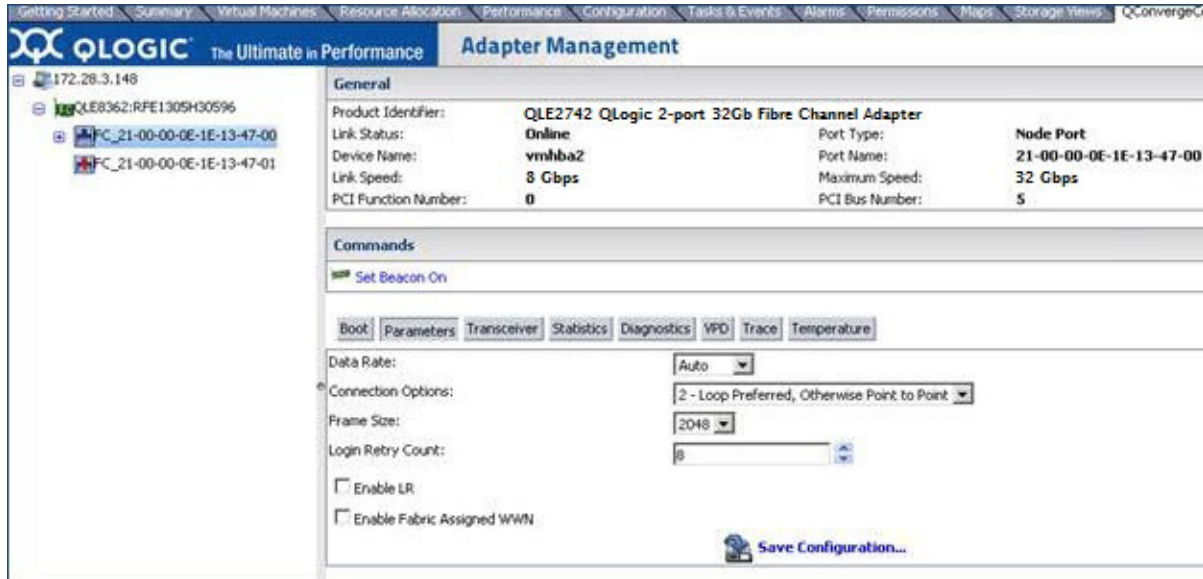 Getting Started Summary Virtual Machines Resource Allocation Performance Configuration Tasks & Events Alarms Permissions Maps Storage Views QConvergeC
QLOGIC The Ultimate in Performance Adapter Management
172.28.3.148
QLE8362:RFE1305H30596
FC_21-00-00-0E-1E-13-47-00
FC_21-00-00-0E-1E-13-47-01
General
Product Identifier: QLE2742 QLogic 2-port 32Gb Fibre Channel Adapter
Link Status: Online Port Type: Node Port
Device Name: vmhba2 Port Name: 21-00-00-0E-1E-13-47-00
Link Speed: 8 Gbps Maximum Speed: 32 Gbps
PCI Function Number: 0 PCI Bus Number: 5
Commands
Set Beacon On
Boot Parameters Transceiver Statistics Diagnostics VPD Trace Temperature
Data Rate: Auto
Connection Options: 2 - Loop Preferred, Otherwise Point to Point
Frame Size: 2048
Login Retry Count: 8
Enable LR
Enable Fabric Assigned WWN
Save Configuration...